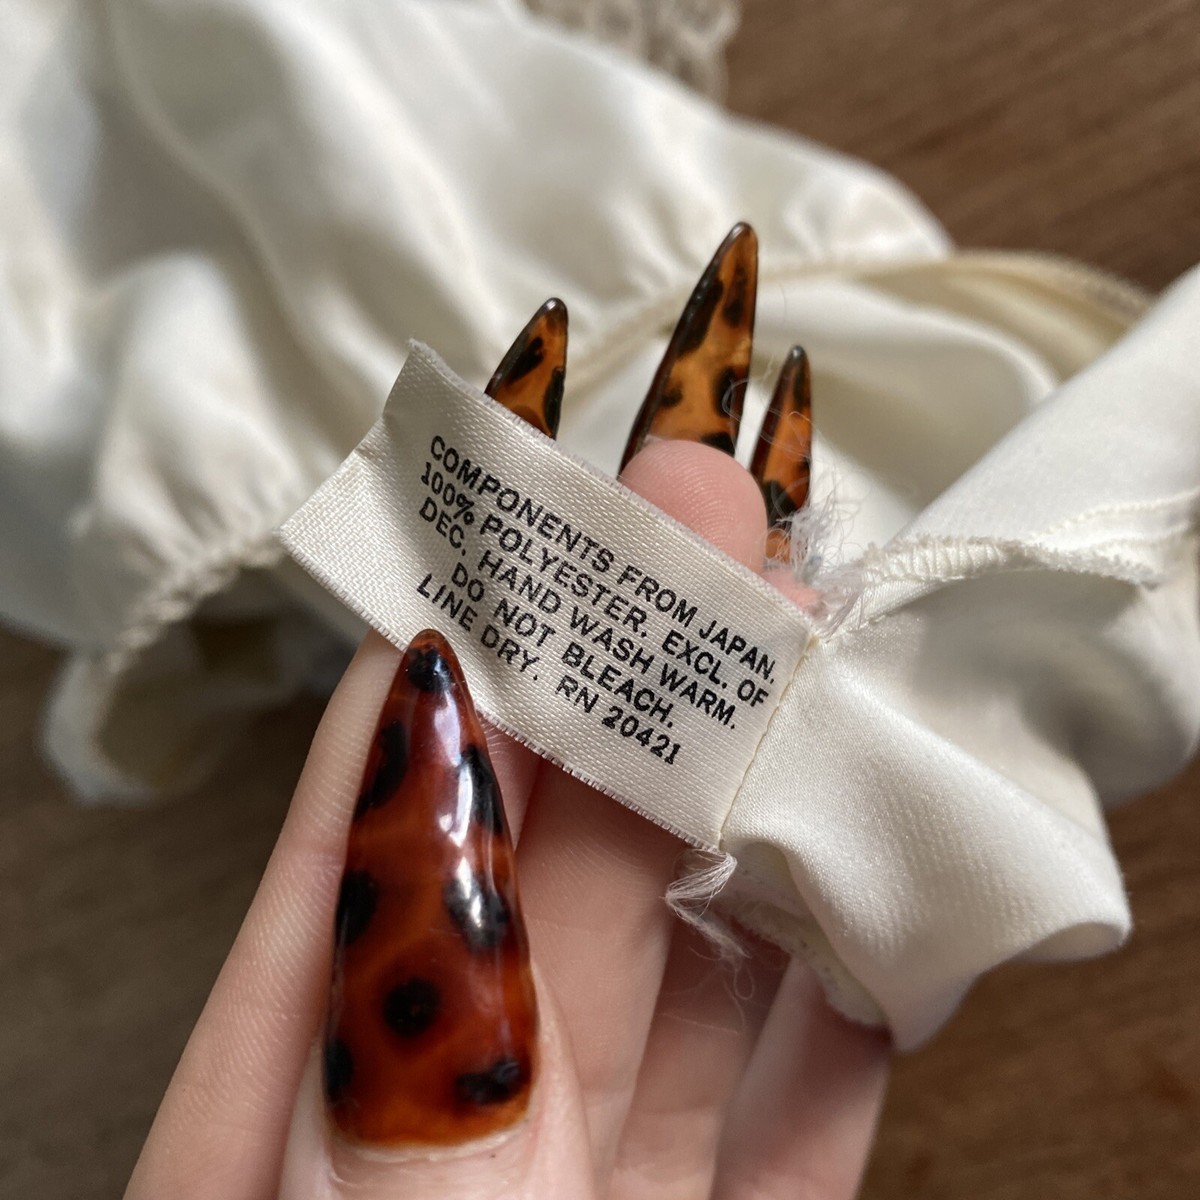 COMPONENTS FROM JAPAN.
100% POLYESTER. EXCL. OF
DEC. HAND WASH WARM.
DO NOT BLEACH.
LINE DRY. RN 20421